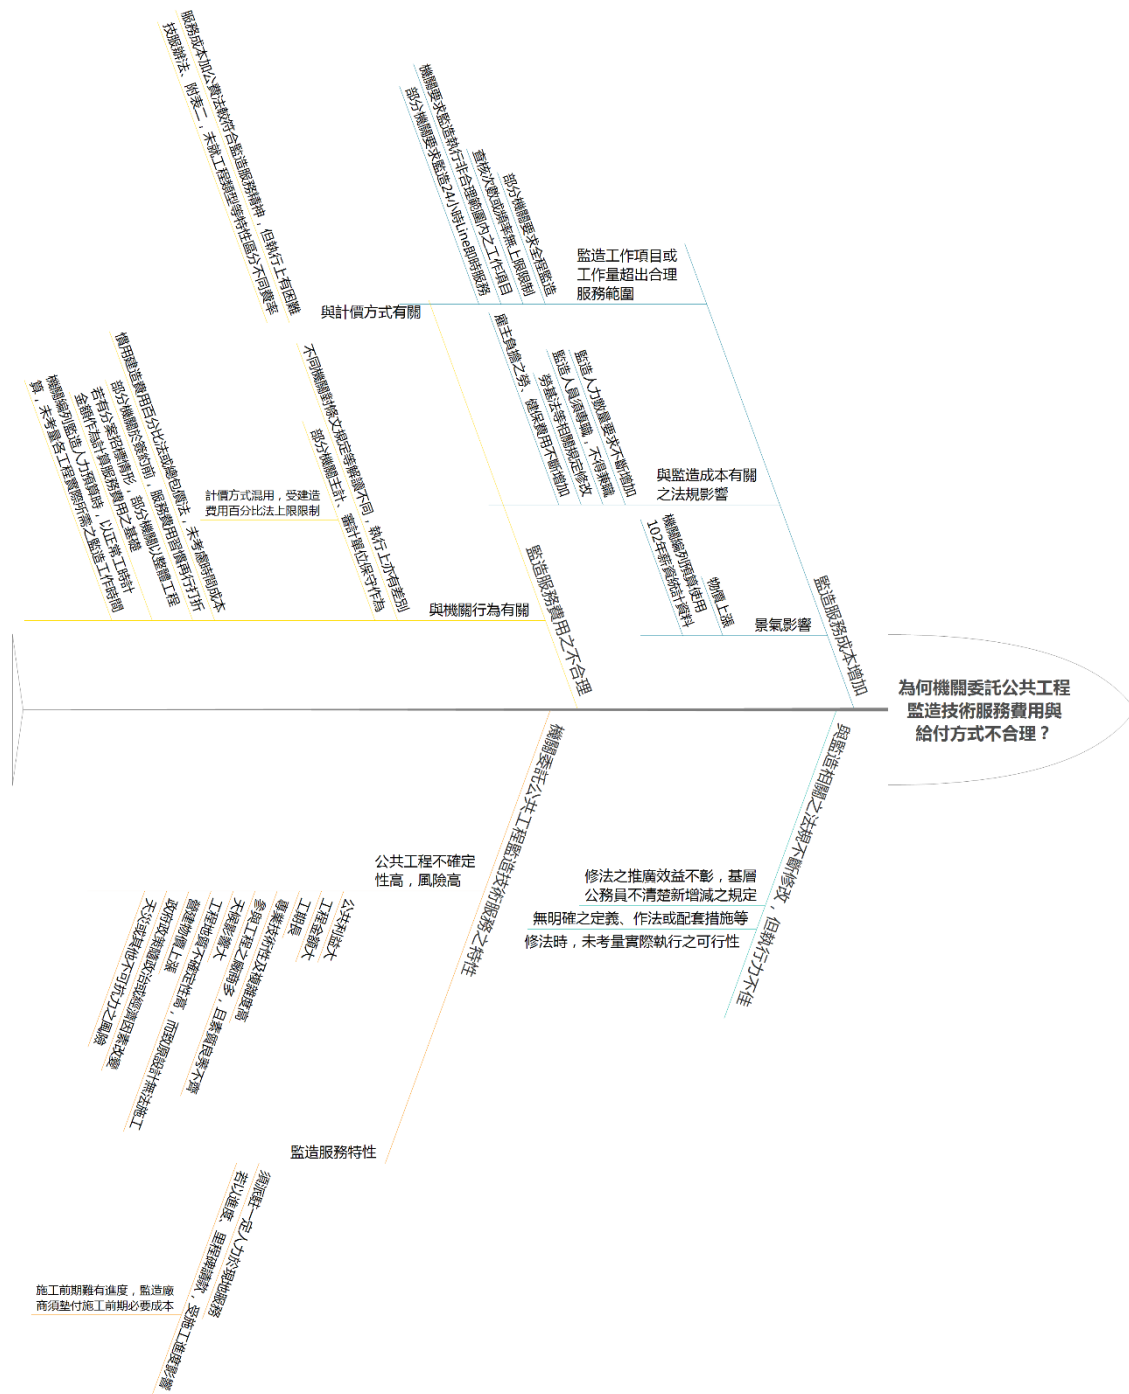 為何機關委託公共工程
監造技術服務費用與
給付方式不合理？
監造服務成本增加
監造工作項目或
工作量超出合理
服務範圍
部分機關要求全程監造
查核次數或頻率無上限限制
機關要求監造執行非合理範圍內之工作項目
部分機關要求監造24小時Line即時服務
與監造成本有關
之法規影響
監造人力數量要求不斷增加
監造人員須專職，不得兼職
勞基法等相關規定修改
雇主負擔之勞、健保費用不斷增加
景氣影響
物價上漲
機關編列預算使用
102年薪資統計資料
監造服務費用之不合理
與計價方式有關
服務成本加公費法較符合監造服務精神，但執行上有困難
技服辦法、附表二，未就工程類型等特性區分不同費率
與機關行為有關
不同機關對條文規定等解讀不同，執行上亦有差別
部分機關主計、審計單位保守作為
計價方式混用，受建造
費用百分比法上限限制
慣用建造費用百分比法或總包價法，未考慮時間成本
部分機關於簽約前，服務費用習慣再行打折
若有分案招標情形，部分機關以整體工程
金額作為計算服務費用之基礎
機關編列監造人力預算時，以正常工時計
算，未考量各工程實際所需之監造工作時間
與監造相關之法規不斷修改，但執行力不佳
修法之推廣效益不彰，基層
公務員不清楚新增減之規定
無明確之定義、作法或配套措施等
修法時，未考量實際執行之可行性
機關委託公共工程監造技術服務之特性
公共工程不確定
性高，風險高
公共利益大
工程金額大
工期長
專業技術性及複雜度高
參與工程之廠商多，且素質良莠不齊
天候影響大
工程地質不確定性高，而致原設計無法施工
營建物價上漲
政府政策隨政治或經濟因素改變
天災或其他不可抗力之風險
監造服務特性
須派駐一定人力於現地服務
若以進度、里程碑請款，受施工進度影響
施工前期難有進度，監造廠
商須墊付施工前期必要成本